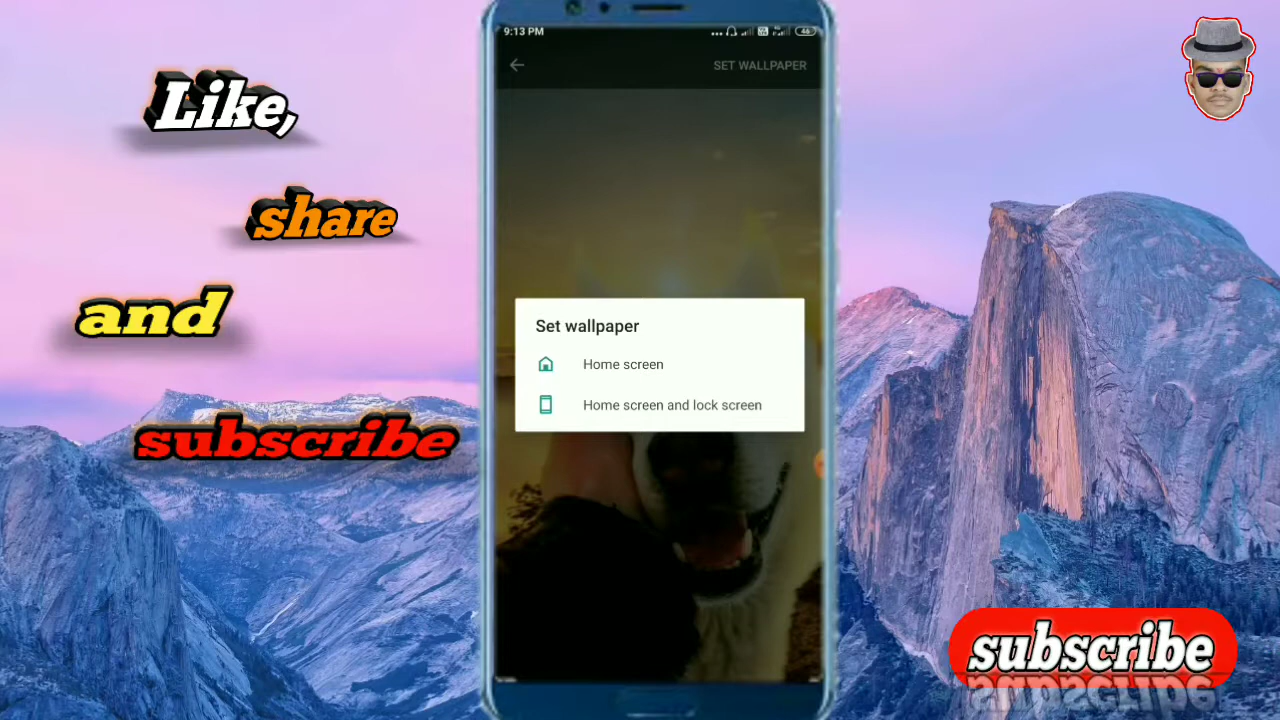 Like,
share
and
subscribe
9:13 PM
46
SET WALLPAPER
Set wallpaper
Home screen
Home screen and lock screen
subscribe